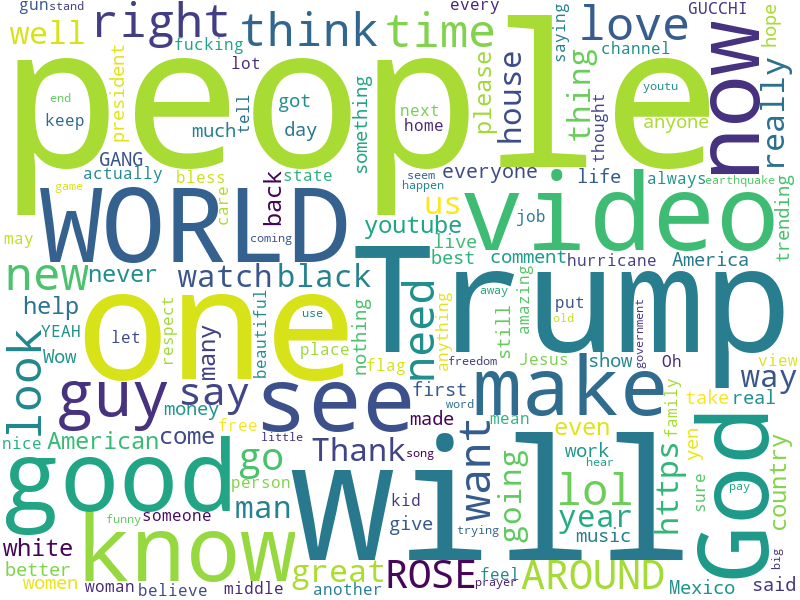 gun
stand
every
GUCCHI
well
right
think
time
saying
love
now
hope
fucking
channel
president
lot
people
please
house
thing
really
youtu
end
got
next
keep
much
tell
day
something
home
thought
anyone
GANG
actually
bless
state
seem
happen
everyone
life
always
earthquake
trending
WORLD
care
back
game
us
video
may
youtube
job
coming
live
best
comment
hurricane
America
new
never
watch
black
Trump
away
put
help
one
need
amazing
YEAH
let
respect
beautiful
use
place
nothing
anything
still
old
government
Wow
many
flag
freedom
Jesus
show
Oh
view
look
guy
say
see
first
word
make
way
money
free
made
mean
take
real
family
nice
American
come
little
Thank
song
want
even
yen
good
go
Will
work
hear
God
country
person
man
going
lol
https
sure
pay
kid
give
trying
year
music
funny
someone
know
white
great
ROSE
feel
AROUND
big
better
women
woman
believe
middle
another
prayer
Mexico
said